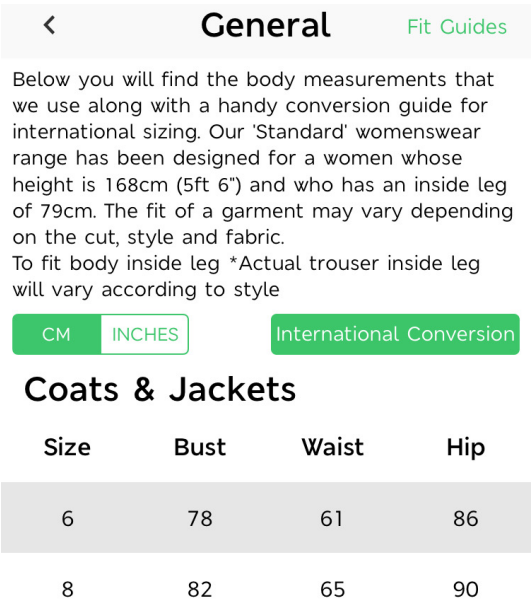 General
Fit Guides
Below you will find the body measurements that
we use along with a handy conversion guide for
international sizing. Our 'Standard' womenswear
range has been designed for a women whose
height is 168cm (5ft 6") and who has an inside leg
of 79cm. The fit of a garment may vary depending
on the cut, style and fabric.
To fit body inside leg *Actual trouser inside leg
will vary according to style
CM INCHES International Conversion
Coats & Jackets
Size Bust Waist Hip
6 78 61 86
8 82 65 90